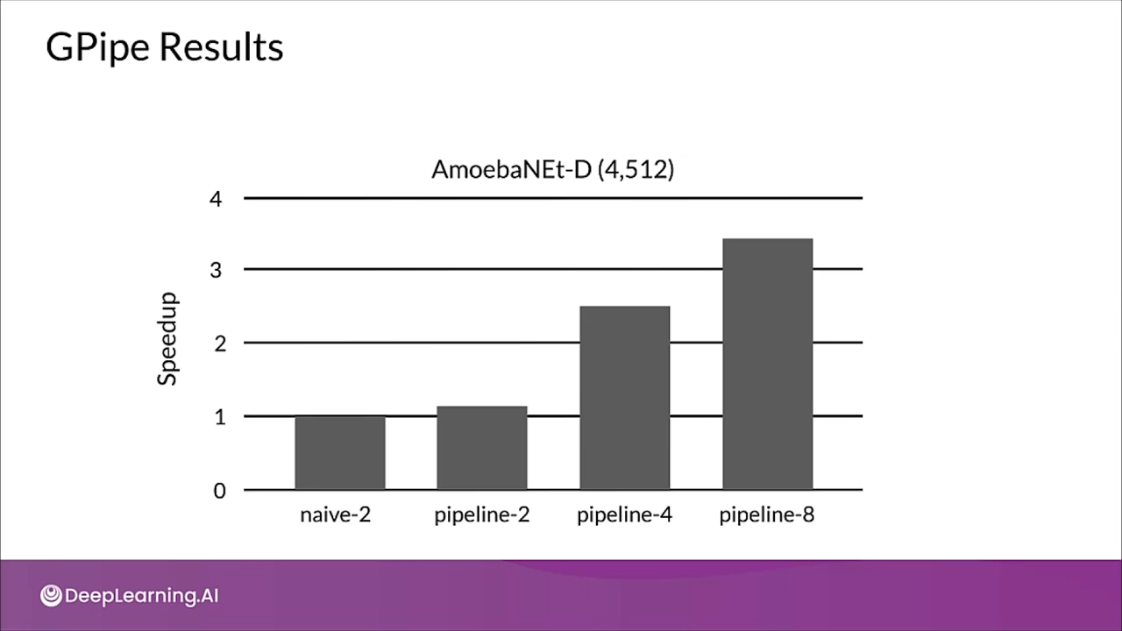 GPipe Results
AmoebaNEt-D (4,512)
4
3
2
1
0
Speedup
naive-2 pipeline-2 pipeline-4 pipeline-8
DeepLearning.AI